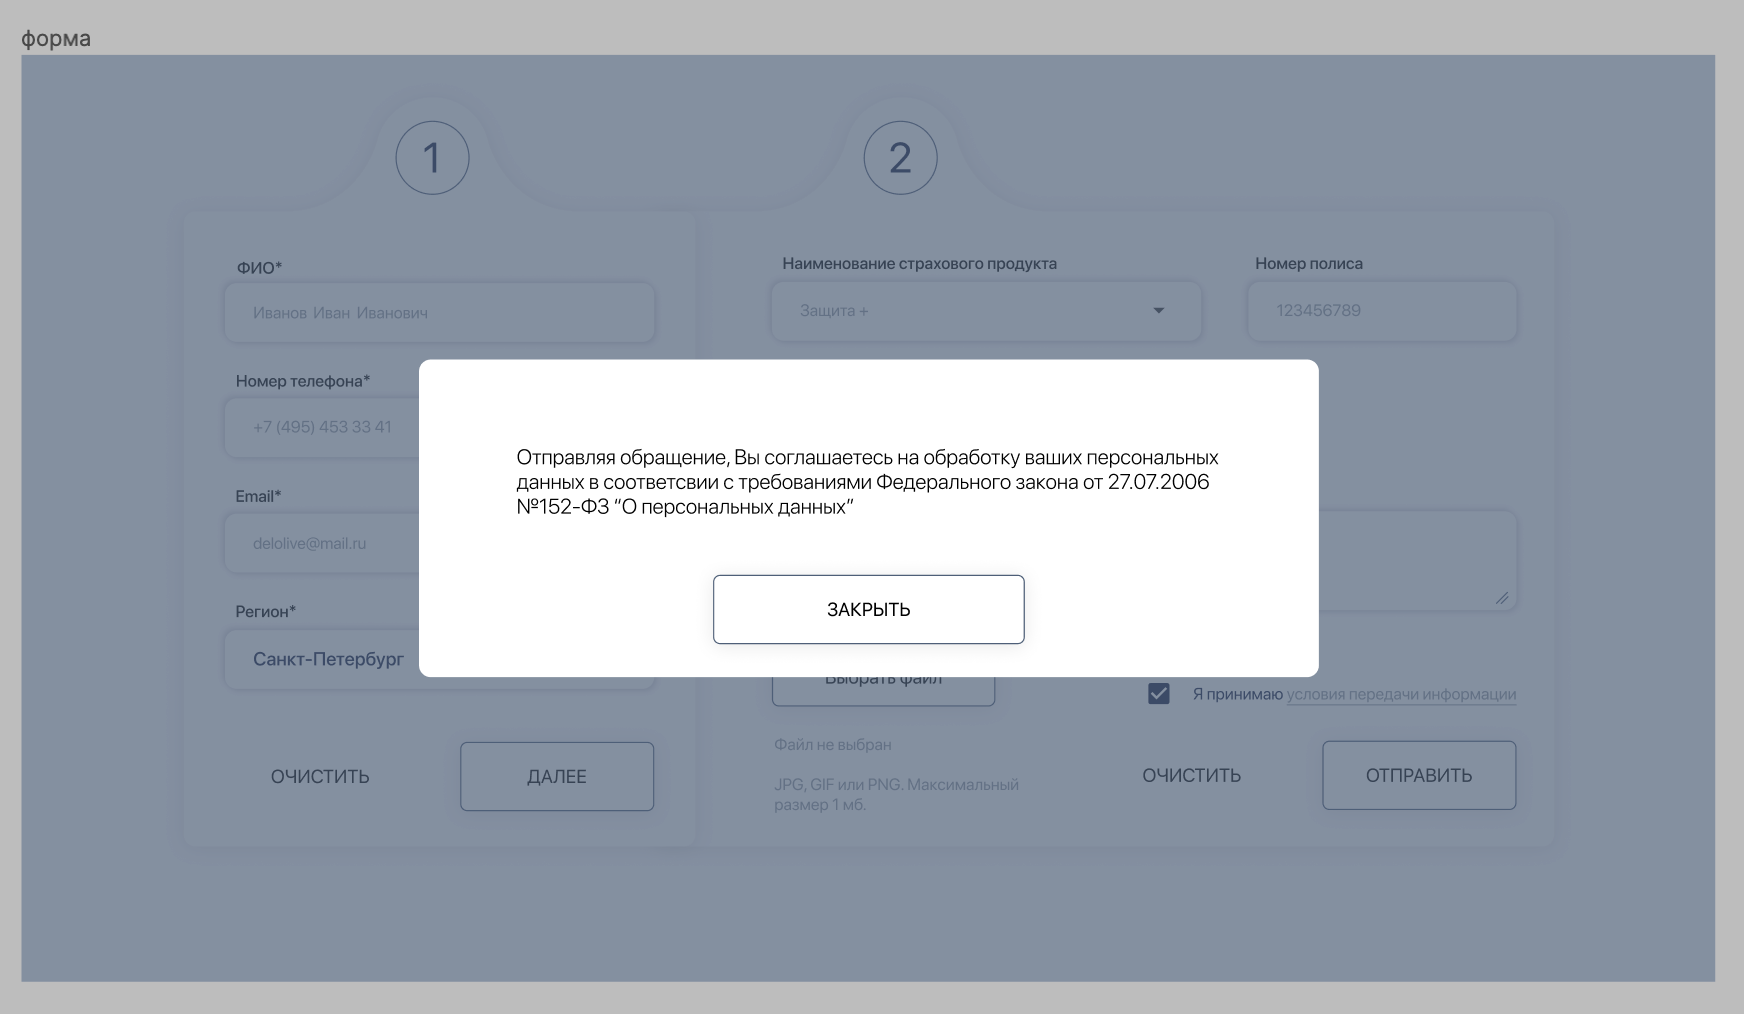 форма
1
2
ФИО*
Иванов Иван Иванович
Наименование страхового продукта
Защита +
Номер полиса
123456789
Номер телефона*
+7 (495) 453 33 41
Отправляя обращение, Вы соглашаетесь на обработку ваших персональных
данных в соответсвии с требованиями Федерального закона от 27.07.2006
№152-ФЗ “О персональных данных”
ЗАКРЫТЬ
Email*
delolive@mail.ru
Регион*
Санкт-Петербург
Выбрать файл
Я принимаю условия передачи информации
Файл не выбран
JPG, GIF или PNG. Максимальный
размер 1 мб.
ОЧИСТИТЬ
ДАЛЕЕ
ОЧИСТИТЬ
ОТПРАВИТЬ